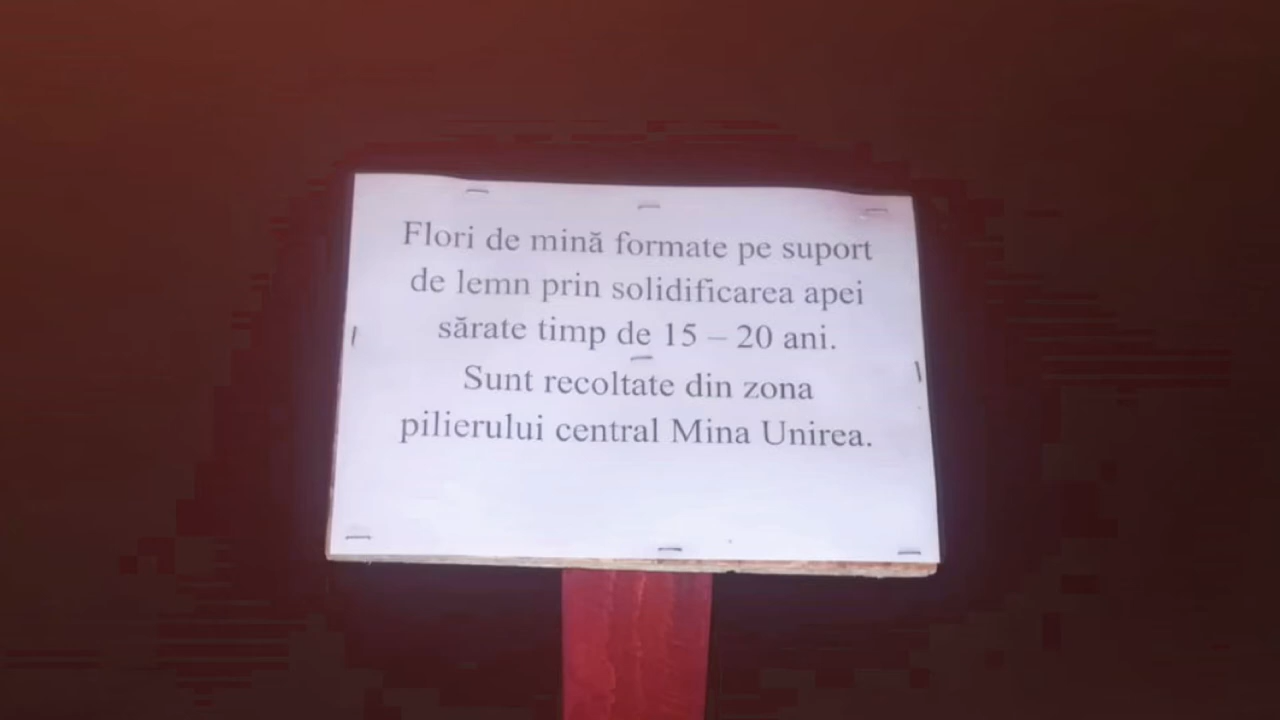 Flori de mină formate pe suport
de lemn prin solidificarea apei
sărate timp de 15 – 20 ani.
Sunt recoltate din zona
pilierului central Mina Unirea.